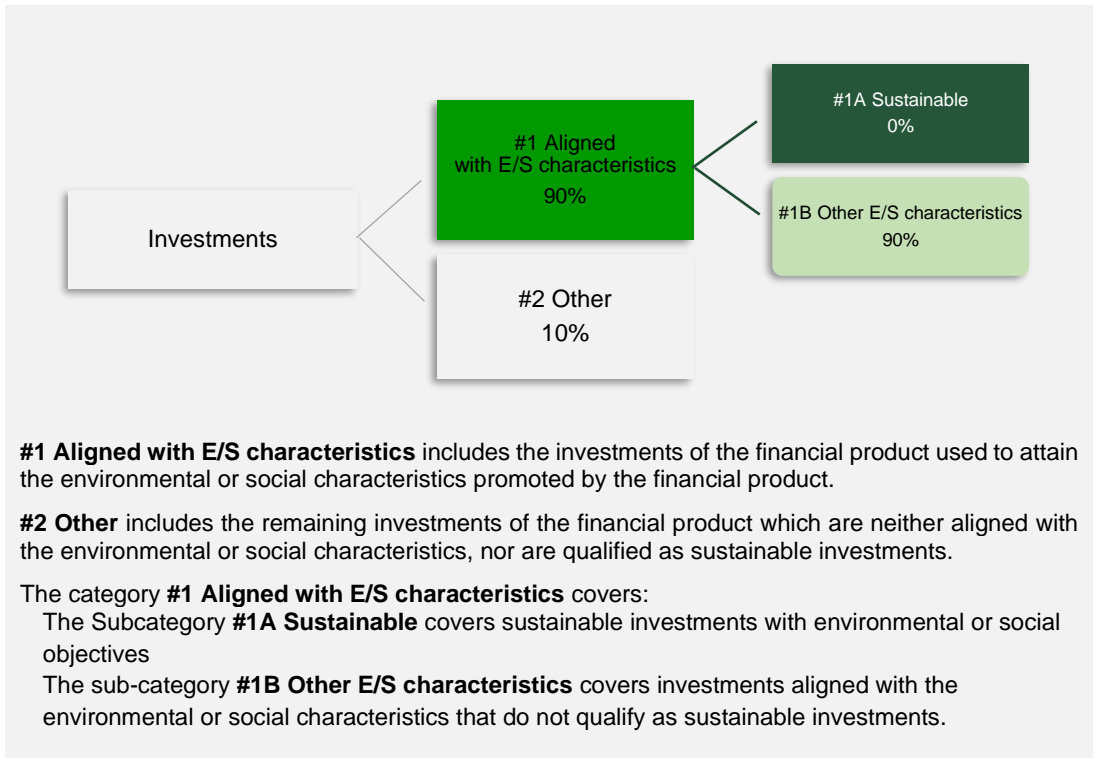 Investments
#1 Aligned
with E/S characteristics
90%
#2 Other
10%
#1A Sustainable
0%
#1B Other E/S characteristics
90%
#1 Aligned with E/S characteristics includes the investments of the financial product used to attain
the environmental or social characteristics promoted by the financial product.
#2 Other includes the remaining investments of the financial product which are neither aligned with
the environmental or social characteristics, nor are qualified as sustainable investments.
The category #1 Aligned with E/S characteristics covers:
The Subcategory #1A Sustainable covers sustainable investments with environmental or social
objectives
The sub-category #1B Other E/S characteristics covers investments aligned with the
environmental or social characteristics that do not qualify as sustainable investments.